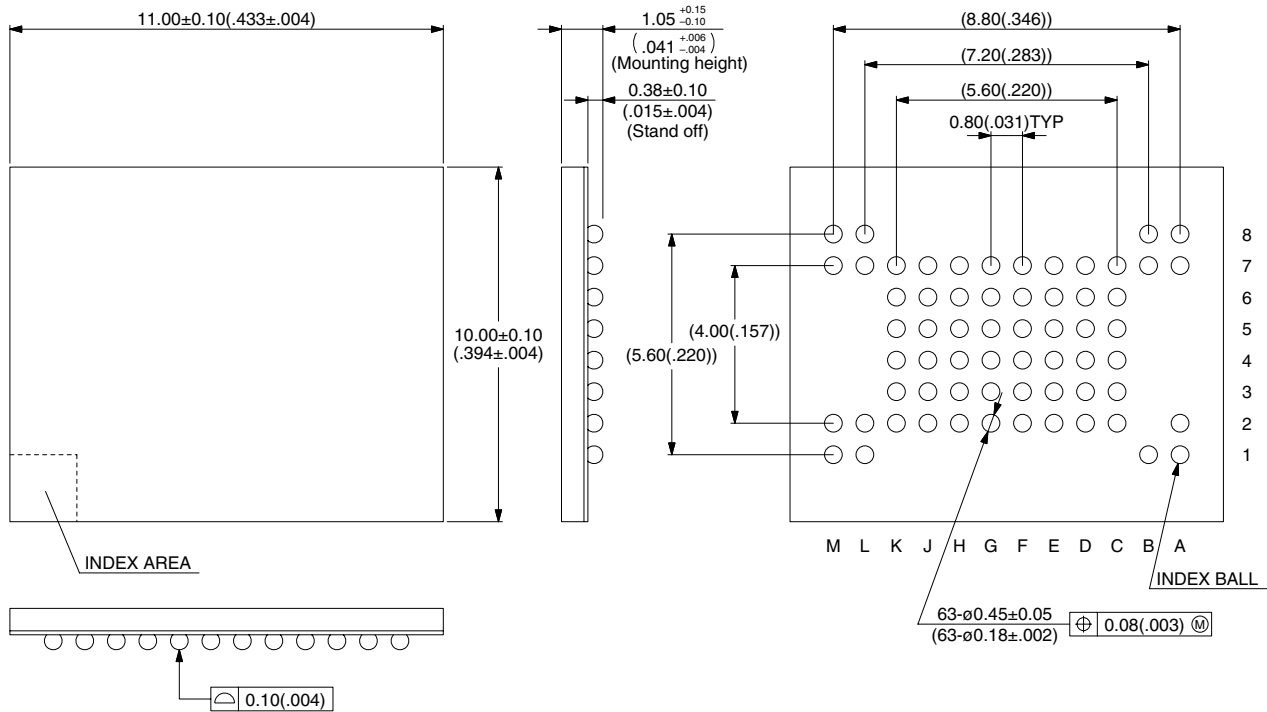 11.00±0.10(.433±.004)
1.05 +0.15 −0.10
(.041 +.006 −.004)
(Mounting height)
0.38±0.10
(.015±.004)
(Stand off)
(8.80(.346))
(7.20(.283))
(5.60(.220))
0.80(.031)TYP
10.00±0.10
(.394±.004)
(5.60(.220))
(4.00(.157))
8
7
6
5
4
3
2
1
M L K J H G F E D C B A
INDEX AREA
INDEX BALL
63-ø0.45±0.05
(63-ø0.18±.002)
⌖ 0.08(.003) Ⓜ
⌓ 0.10(.004)